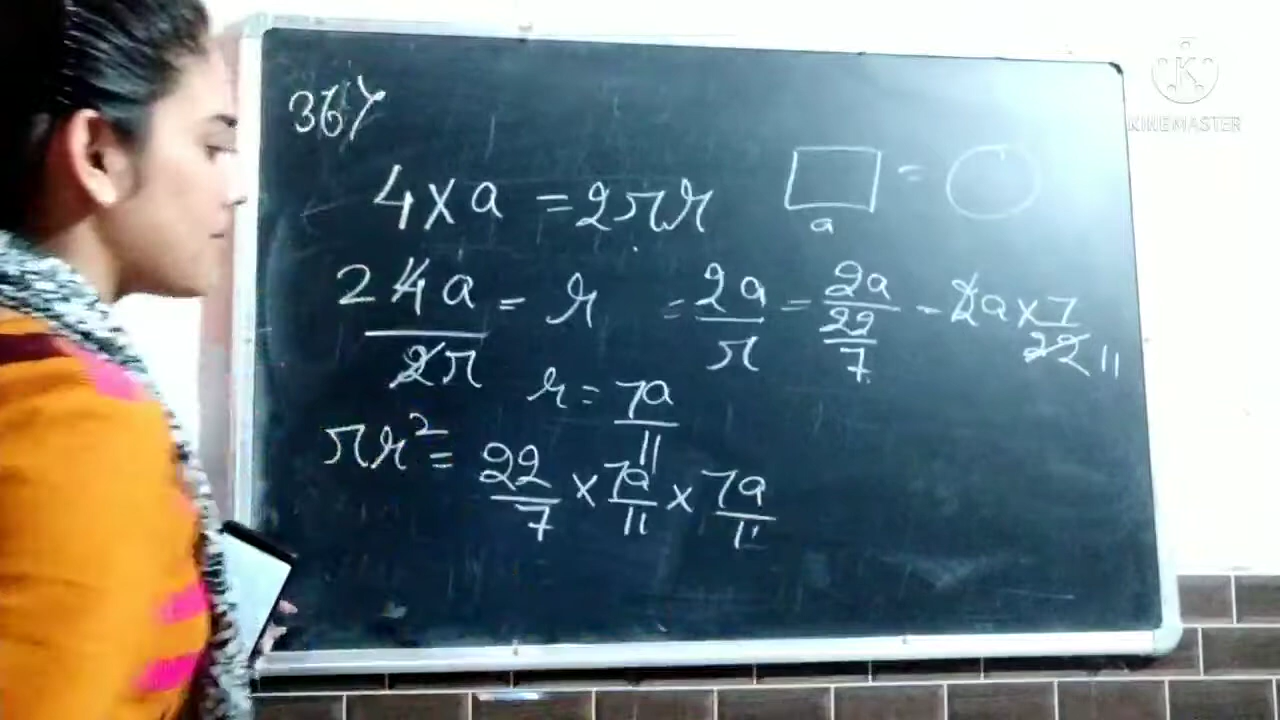 367
4 x a = 2πr
□ = ○
a
2 4a/2π = r = 2a/π = 2a/(22/7) = 2a x 7/22 11
r = 7a/11
πr² = 22/7 x 7a/11 x 7a/11
KINEMASTER